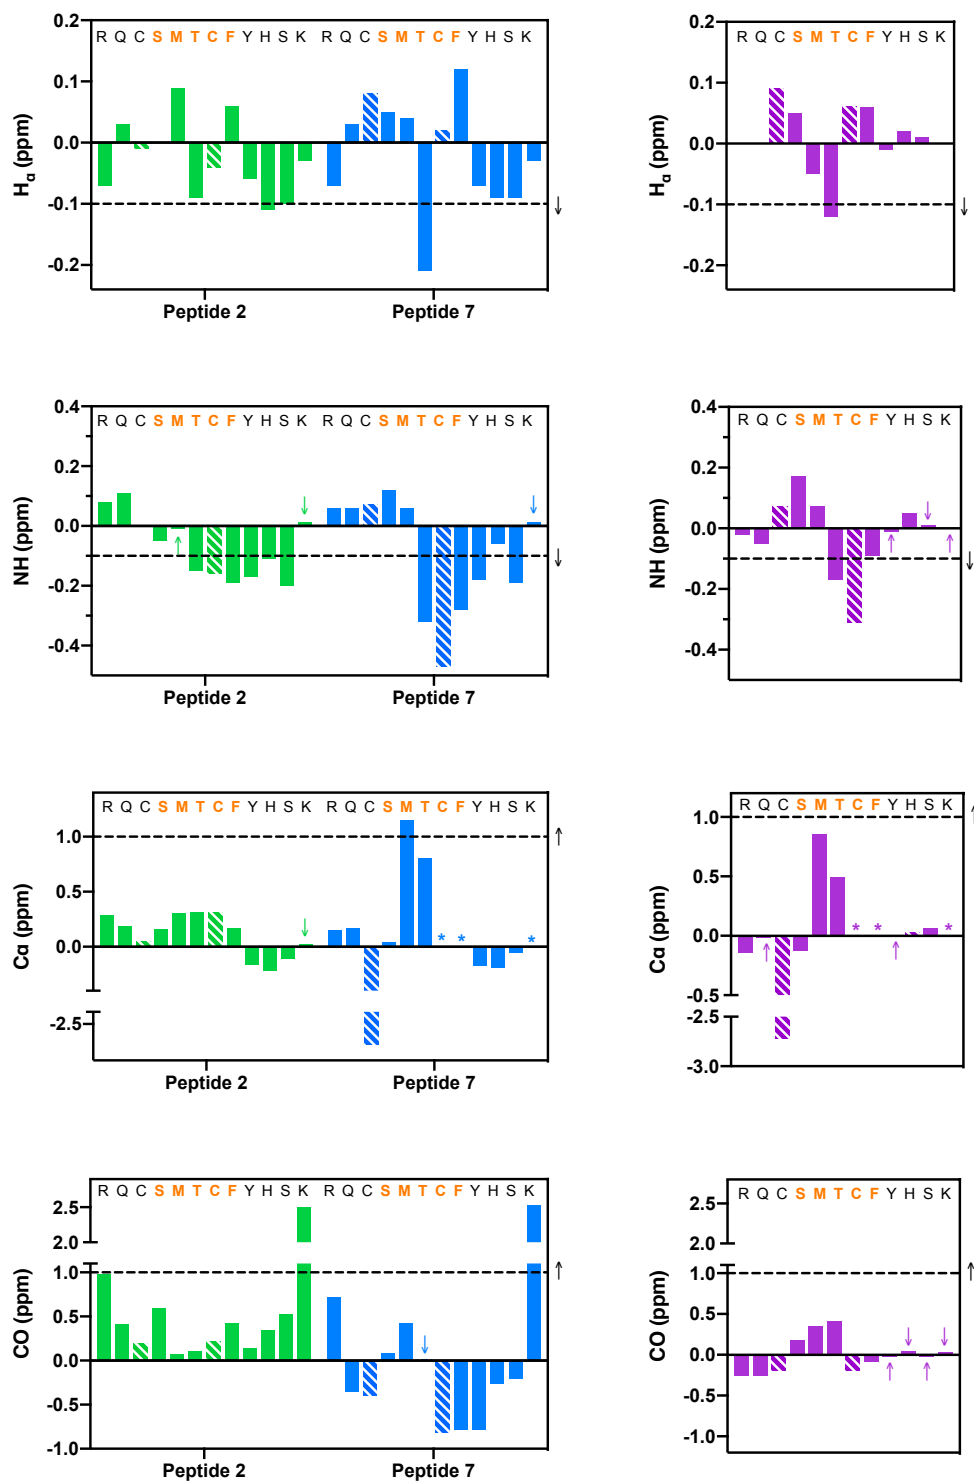 0.2
R Q C S M T C F Y H S K R Q C S M T C F Y H S K
0.1
0.0
-0.1
-0.2
Hα (ppm)
Peptide 2 Peptide 7
0.2
R Q C S M T C F Y H S K
0.1
0.0
-0.1
-0.2
Hα (ppm)
0.4
R Q C S M T C F Y H S K R Q C S M T C F Y H S K
0.2
0.0
-0.2
-0.4
NH (ppm)
Peptide 2 Peptide 7
0.4
R Q C S M T C F Y H S K
0.2
0.0
-0.2
-0.4
NH (ppm)
R Q C S M T C F Y H S K R Q C S M T C F Y H S K
1.0
0.5
* * *
0.0
-2.5
Cα (ppm)
Peptide 2 Peptide 7
R Q C S M T C F Y H S K
1.0
0.5
* * *
0.0
-0.5
-2.5
-3.0
Cα (ppm)
R Q C S M T C F Y H S K R Q C S M T C F Y H S K
2.5
2.0
1.0
0.5
0.0
-0.5
-1.0
CO (ppm)
Peptide 2 Peptide 7
R Q C S M T C F Y H S K
2.5
2.0
1.0
0.5
0.0
-0.5
-1.0
CO (ppm)